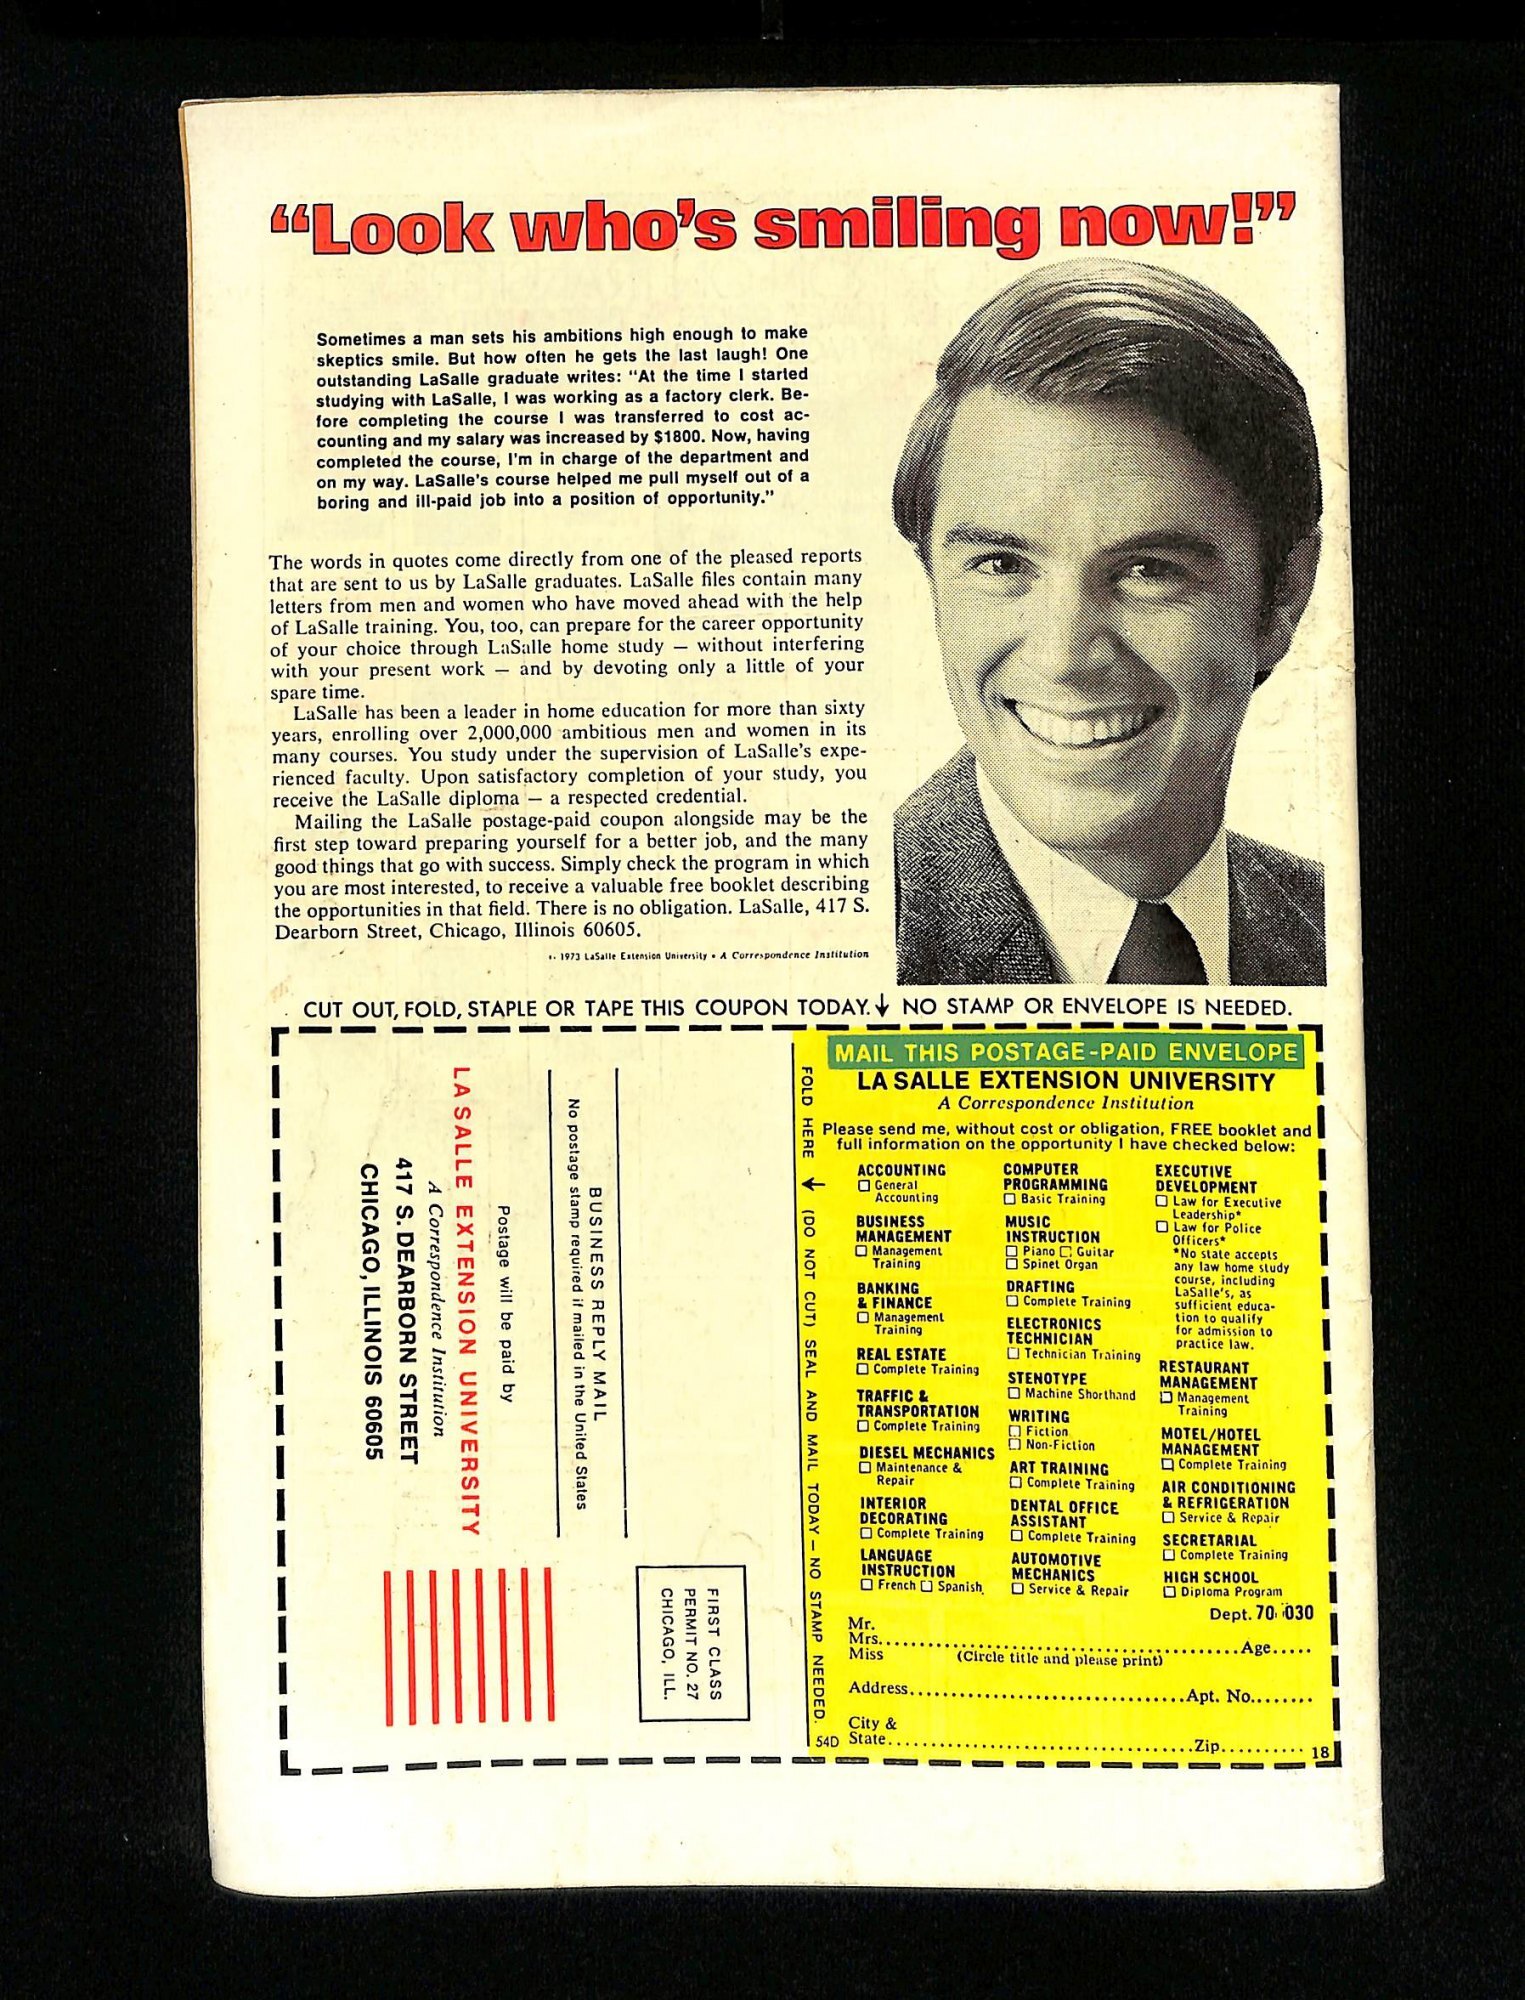 “Look who's smiling now!”
Sometimes a man sets his ambitions high enough to make
skeptics smile. But how often he gets the last laugh! One
outstanding LaSalle graduate writes: "At the time I started
studying with LaSalle, I was working as a factory clerk. Be-
fore completing the course I was transferred to cost ac-
counting and my salary was increased by $1800. Now, having
completed the course, I'm in charge of the department and
on my way. LaSalle's course helped me pull myself out of a
boring and ill-paid job into a position of opportunity."
The words in quotes come directly from one of the pleased reports
that are sent to us by LaSalle graduates. LaSalle files contain many
letters from men and women who have moved ahead with the help
of LaSalle training. You, too, can prepare for the career opportunity
of your choice through LaSalle home study — without interfering
with your present work — and by devoting only a little of your
spare time.
LaSalle has been a leader in home education for more than sixty
years, enrolling over 2,000,000 ambitious men and women in its
many courses. You study under the supervision of LaSalle's expe-
rienced faculty. Upon satisfactory completion of your study, you
receive the LaSalle diploma — a respected credential.
Mailing the LaSalle postage-paid coupon alongside may be the
first step toward preparing yourself for a better job, and the many
good things that go with success. Simply check the program in which
you are most interested, to receive a valuable free booklet describing
the opportunities in that field. There is no obligation. LaSalle, 417 S.
Dearborn Street, Chicago, Illinois 60605.
1973 LaSalle Extension University • A Correspondence Institution
CUT OUT, FOLD, STAPLE OR TAPE THIS COUPON TODAY.↓ NO STAMP OR ENVELOPE IS NEEDED.
FIRST CLASS
PERMIT NO. 27
CHICAGO, ILL.
BUSINESS REPLY MAIL
No postage stamp required if mailed in the United States
Postage will be paid by
LA SALLE EXTENSION UNIVERSITY
A Correspondence Institution
417 S. DEARBORN STREET
CHICAGO, ILLINOIS 60605
FOLD HERE ← (DO NOT CUT) SEAL AND MAIL TODAY — NO STAMP NEEDED.
MAIL THIS POSTAGE-PAID ENVELOPE
LA SALLE EXTENSION UNIVERSITY
A Correspondence Institution
Please send me, without cost or obligation, FREE booklet and
full information on the opportunity I have checked below:
ACCOUNTING
☐ General
Accounting
BUSINESS
MANAGEMENT
☐ Management
Training
BANKING
& FINANCE
☐ Management
Training
REAL ESTATE
☐ Complete Training
TRAFFIC &
TRANSPORTATION
☐ Complete Training
DIESEL MECHANICS
☐ Maintenance &
Repair
INTERIOR
DECORATING
☐ Complete Training
LANGUAGE
INSTRUCTION
☐ French ☐ Spanish
COMPUTER
PROGRAMMING
☐ Basic Training
MUSIC
INSTRUCTION
☐ Piano ☐ Guitar
☐ Spinet Organ
DRAFTING
☐ Complete Training
ELECTRONICS
TECHNICIAN
☐ Technician Training
STENOTYPE
☐ Machine Shorthand
WRITING
☐ Fiction
☐ Non-Fiction
ART TRAINING
☐ Complete Training
DENTAL OFFICE
ASSISTANT
☐ Complete Training
AUTOMOTIVE
MECHANICS
☐ Service & Repair
EXECUTIVE
DEVELOPMENT
☐ Law for Executive
Leadership*
☐ Law for Police
Officers*
*No state accepts
any law home study
course, including
LaSalle's, as
sufficient educa-
tion to qualify
for admission to
practice law.
RESTAURANT
MANAGEMENT
☐ Management
Training
MOTEL/HOTEL
MANAGEMENT
☐ Complete Training
AIR CONDITIONING
& REFRIGERATION
☐ Service & Repair
SECRETARIAL
☐ Complete Training
HIGH SCHOOL
☐ Diploma Program
Dept. 70-030
Mr.
Mrs. Age
Miss (Circle title and please print)
Address Apt. No.
City &
State Zip
54D 18